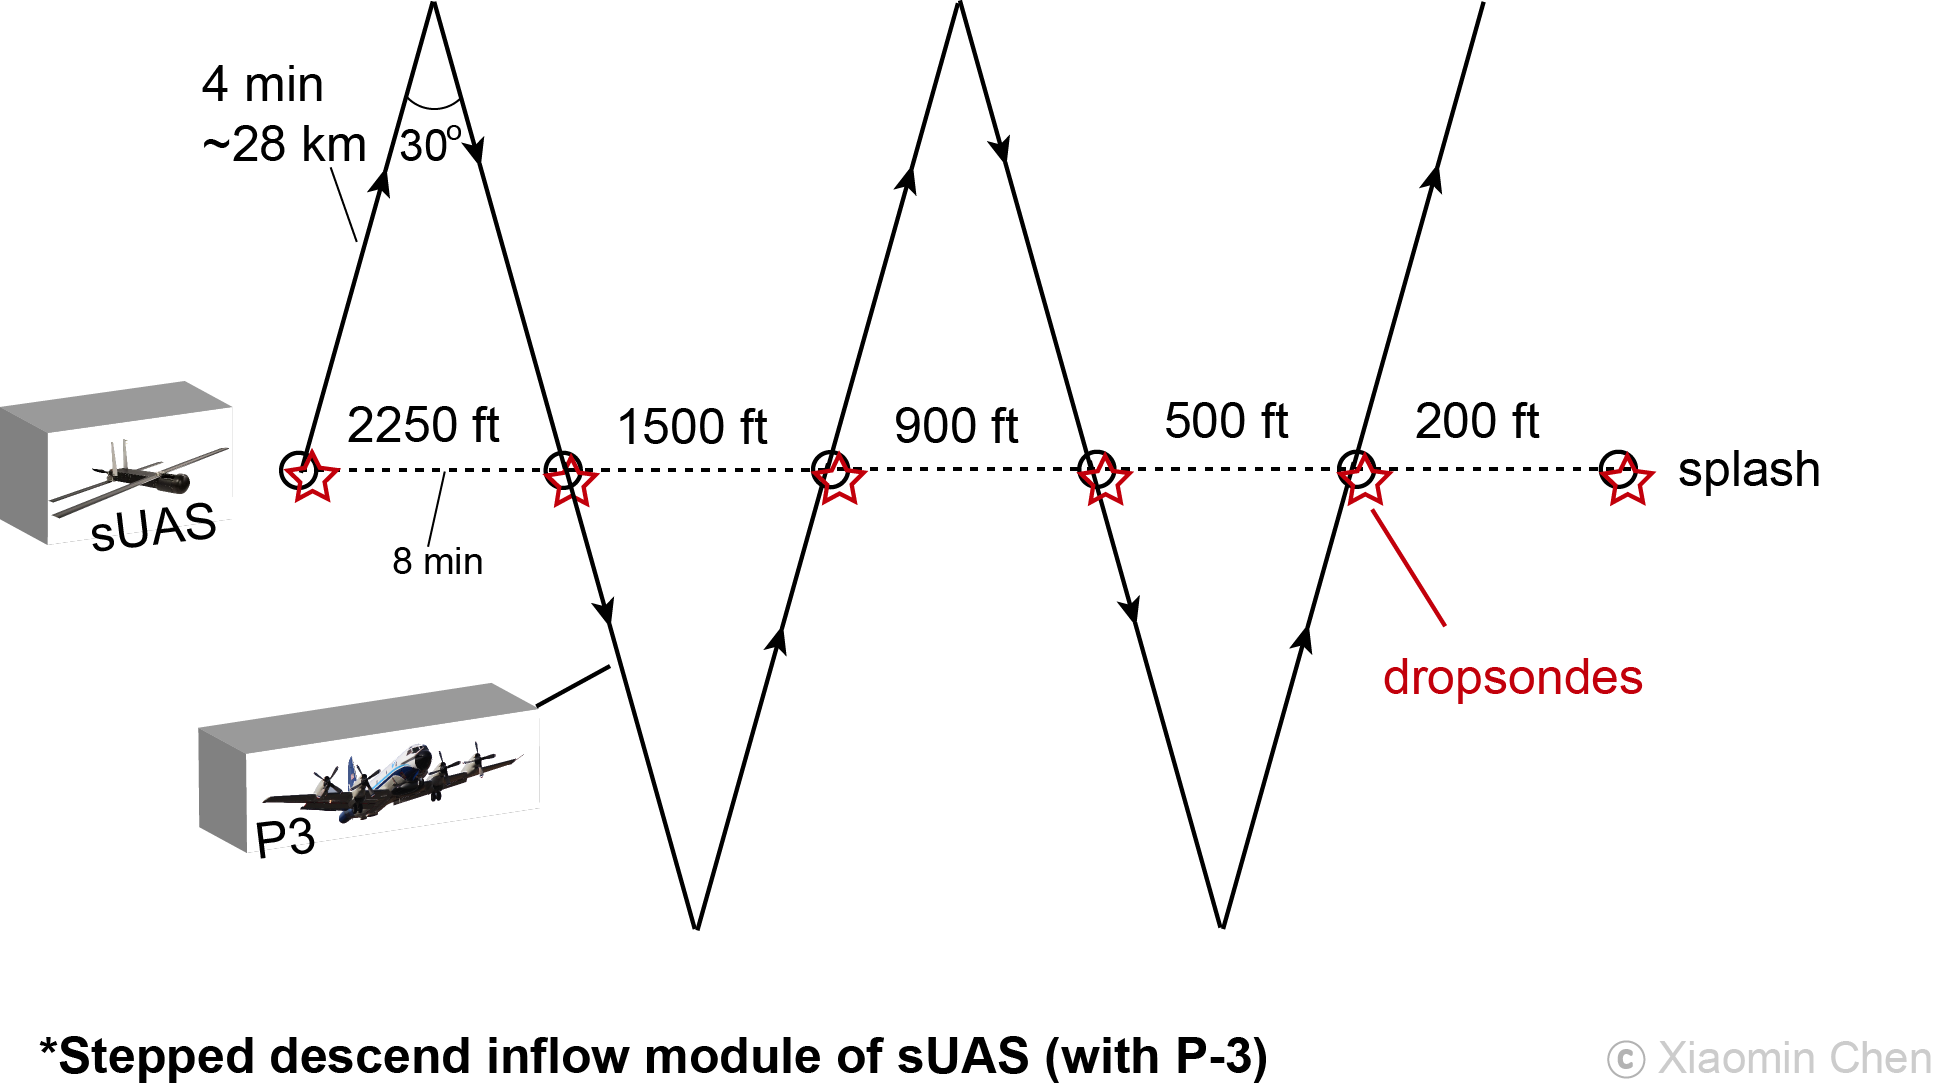 4 min
~28 km
30°
2250 ft
1500 ft
900 ft
500 ft
200 ft
splash
sUAS
8 min
dropsondes
P3
*Stepped descend inflow module of sUAS (with P-3)
© Xiaomin Chen